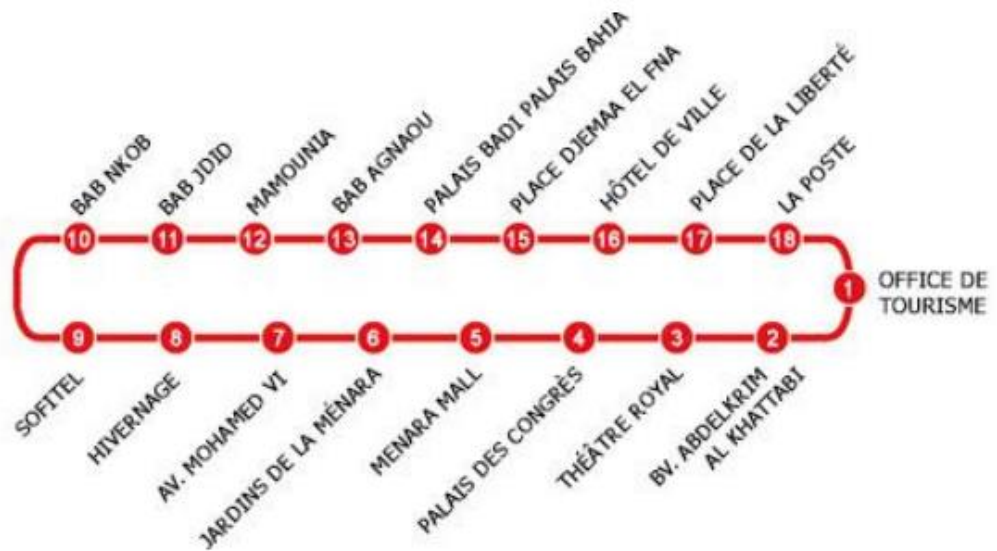 BAB NKOB
BAB JDID
MAMOUNIA
BAB AGNAOU
PALAIS BADI PALAIS BAHIA
PLACE DJEMAA EL FNA
HÔTEL DE VILLE
PLACE DE LA LIBERTÉ
LA POSTE
10 11 12 13 14 15 16 17 18
1
OFFICE DE
TOURISME
9 8 7 6 5 4 3 2
SOFITEL
HIVERNAGE
AV. MOHAMED VI
JARDINS DE LA MÉNARA
MENARA MALL
PALAIS DES CONGRÈS
THÉÂTRE ROYAL
BV. ABDELKRIM
AL KHATTABI